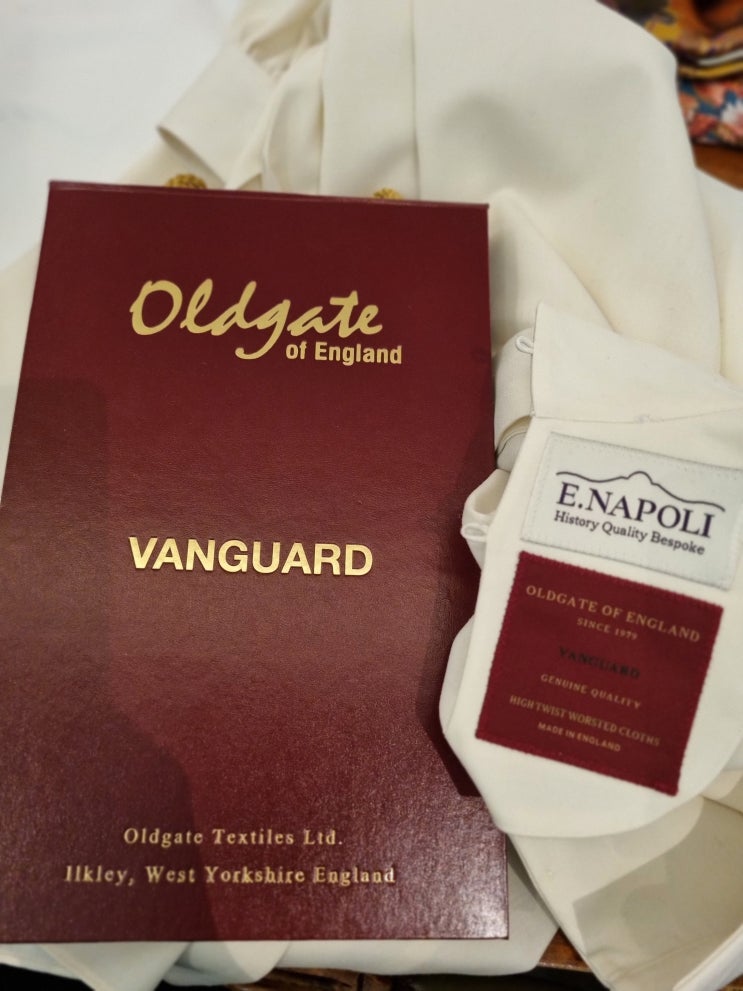 Oldgate
of England
VANGUARD
Oldgate Textiles Ltd.
Ilkley, West Yorkshire England
E.NAPOLI
History Quality Bespoke
OLDGATE OF ENGLAND
SINCE 1979
VANGUARD
GENUINE QUALITY
HIGH TWIST WORSTED CLOTHS
MADE IN ENGLAND